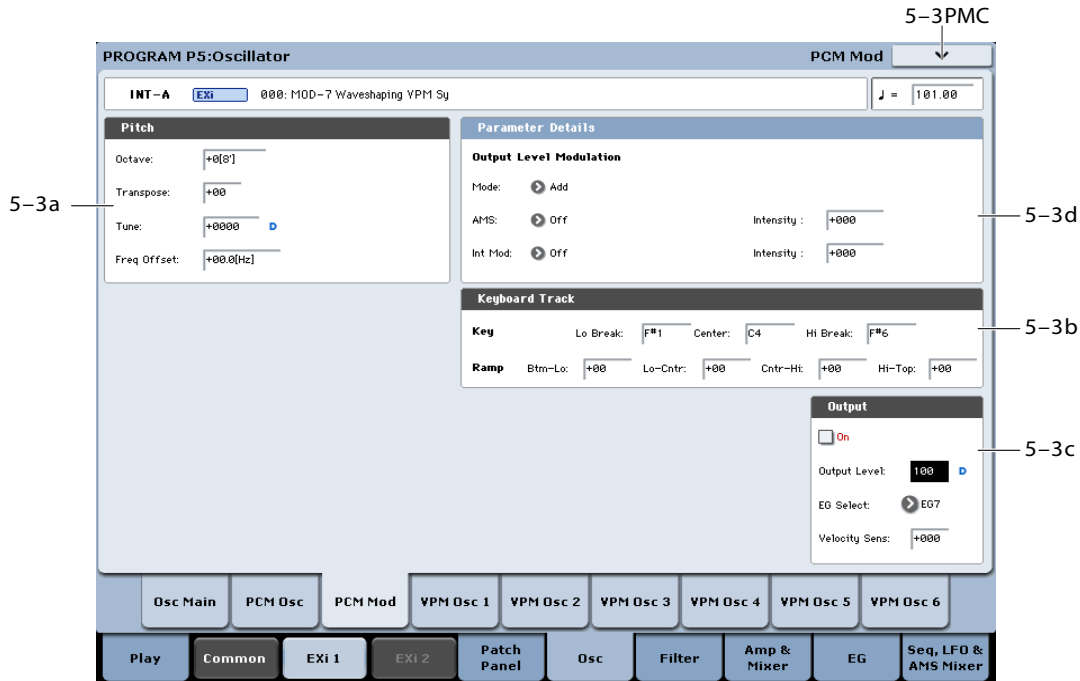 5–3PMC
PROGRAM P5:Oscillator
PCM Mod
INT-A EXi 000: MOD-7 Waveshaping VPM Sy
♩ = 101.00
Pitch
Octave: +0[8']
Transpose: +00
Tune: +0000 D
Freq Offset: +00.0[Hz]
5–3a
Parameter Details
Output Level Modulation
Mode: Add
AMS: Off Intensity : +000
Int Mod: Off Intensity : +000
5–3d
Keyboard Track
Key Lo Break: F#1 Center: C4 Hi Break: F#6
Ramp Btm-Lo: +00 Lo-Cntr: +00 Cntr-Hi: +00 Hi-Top: +00
5–3b
Output
On
Output Level: 100 D
EG Select: EG7
Velocity Sens: +000
5–3c
Osc Main PCM Osc PCM Mod VPM Osc 1 VPM Osc 2 VPM Osc 3 VPM Osc 4 VPM Osc 5 VPM Osc 6
Play Common EXi 1 EXi 2 Patch Panel Osc Filter Amp & Mixer EG Seq, LFO & AMS Mixer